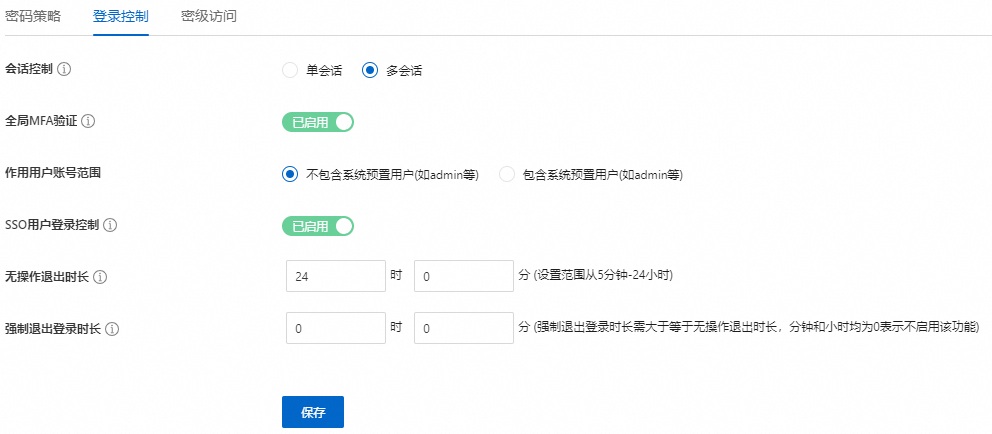 密码策略 登录控制 密级访问
会话控制 单会话 多会话
全局MFA验证 已启用
作用用户账号范围 不包含系统预置用户(如admin等) 包含系统预置用户(如admin等)
SSO用户登录控制 已启用
无操作退出时长 24 时 0 分 (设置范围从5分钟-24小时)
强制退出登录时长 0 时 0 分 (强制退出登录时长需大于等于无操作退出时长，分钟和小时均为0表示不启用该功能)
保存